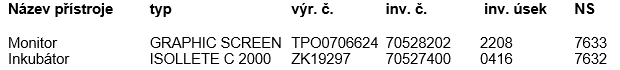 Název přístroje typ výr. č. inv. č. inv. úsek NS
Monitor GRAPHIC SCREEN TPO0706624 70528202 2208 7633
Inkubátor ISOLLETE C 2000 ZK19297 70527400 0416 7632